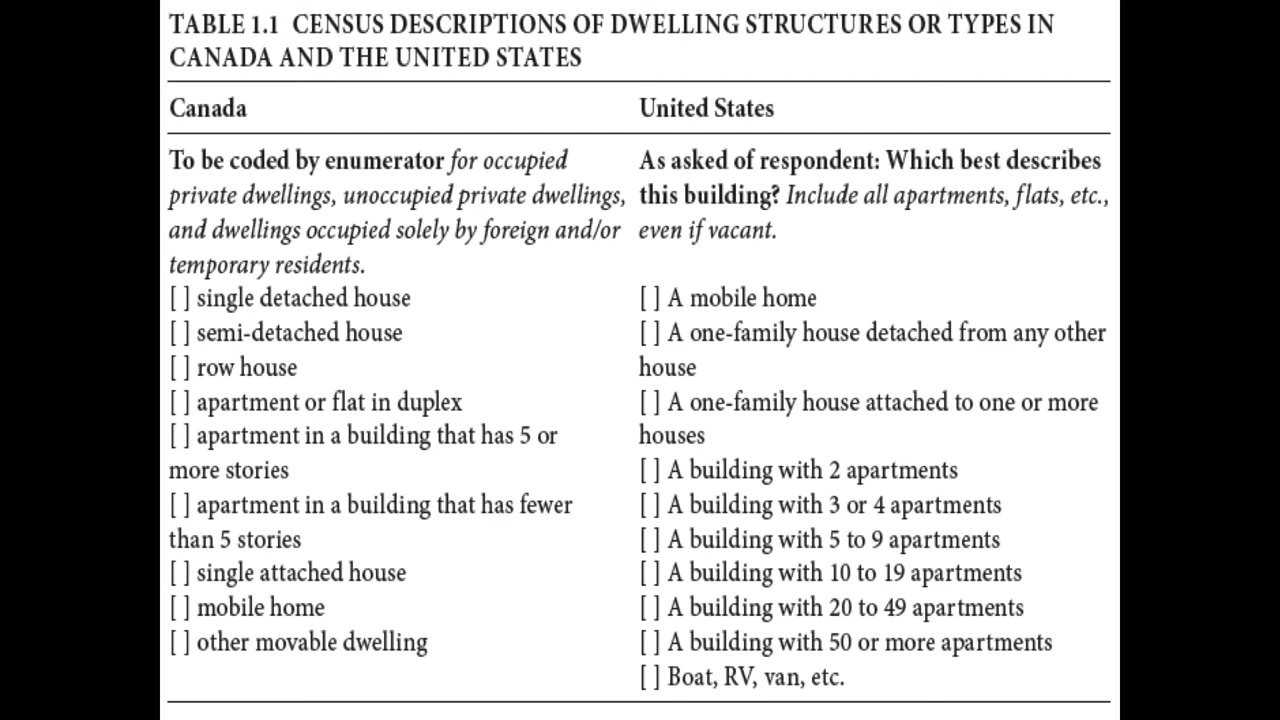 TABLE 1.1 CENSUS DESCRIPTIONS OF DWELLING STRUCTURES OR TYPES IN
CANADA AND THE UNITED STATES
Canada
To be coded by enumerator for occupied
private dwellings, unoccupied private dwellings,
and dwellings occupied solely by foreign and/or
temporary residents.
[ ] single detached house
[ ] semi-detached house
[ ] row house
[ ] apartment or flat in duplex
[ ] apartment in a building that has 5 or
more stories
[ ] apartment in a building that has fewer
than 5 stories
[ ] single attached house
[ ] mobile home
[ ] other movable dwelling
United States
As asked of respondent: Which best describes
this building? Include all apartments, flats, etc.,
even if vacant.
[ ] A mobile home
[ ] A one-family house detached from any other
house
[ ] A one-family house attached to one or more
houses
[ ] A building with 2 apartments
[ ] A building with 3 or 4 apartments
[ ] A building with 5 to 9 apartments
[ ] A building with 10 to 19 apartments
[ ] A building with 20 to 49 apartments
[ ] A building with 50 or more apartments
[ ] Boat, RV, van, etc.